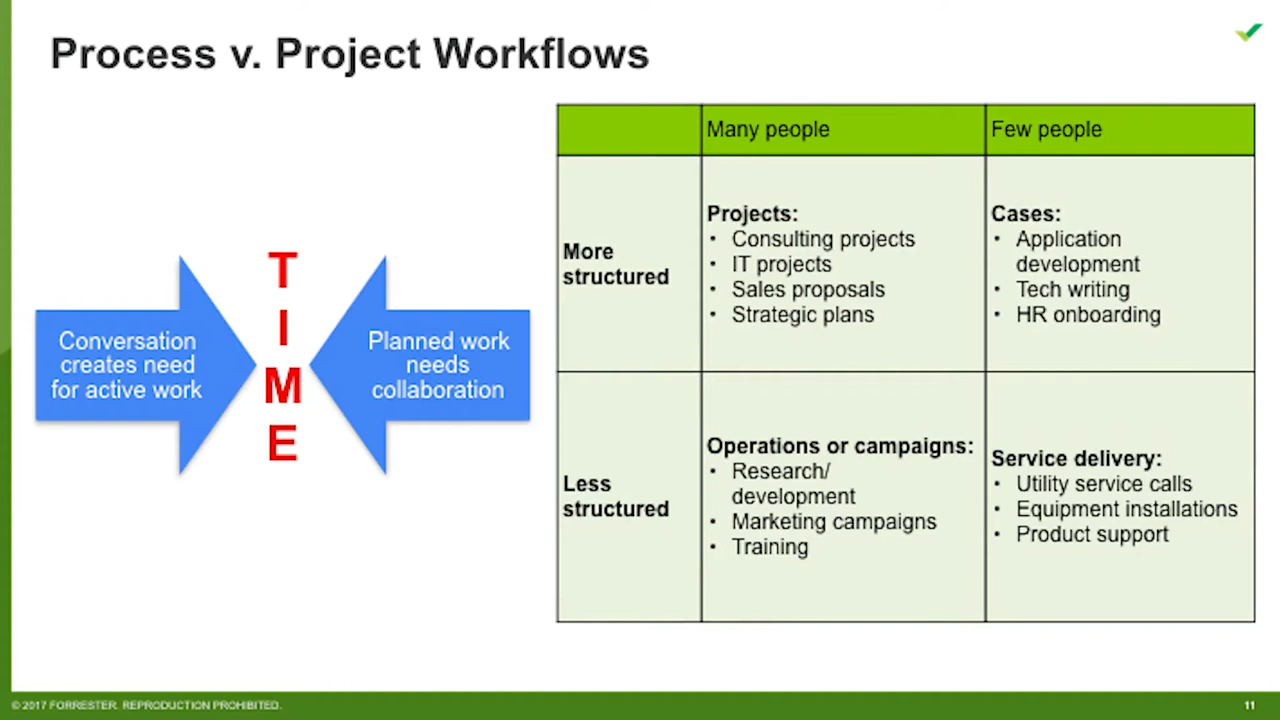 Process v. Project Workflows
Conversation
creates need
for active work
T
I
M
E
Planned work
needs
collaboration
Many people
Few people
More
structured
Projects:
• Consulting projects
• IT projects
• Sales proposals
• Strategic plans
Cases:
• Application
development
• Tech writing
• HR onboarding
Less
structured
Operations or campaigns:
• Research/
development
• Marketing campaigns
• Training
Service delivery:
• Utility service calls
• Equipment installations
• Product support
© 2017 FORRESTER. REPRODUCTION PROHIBITED.
11